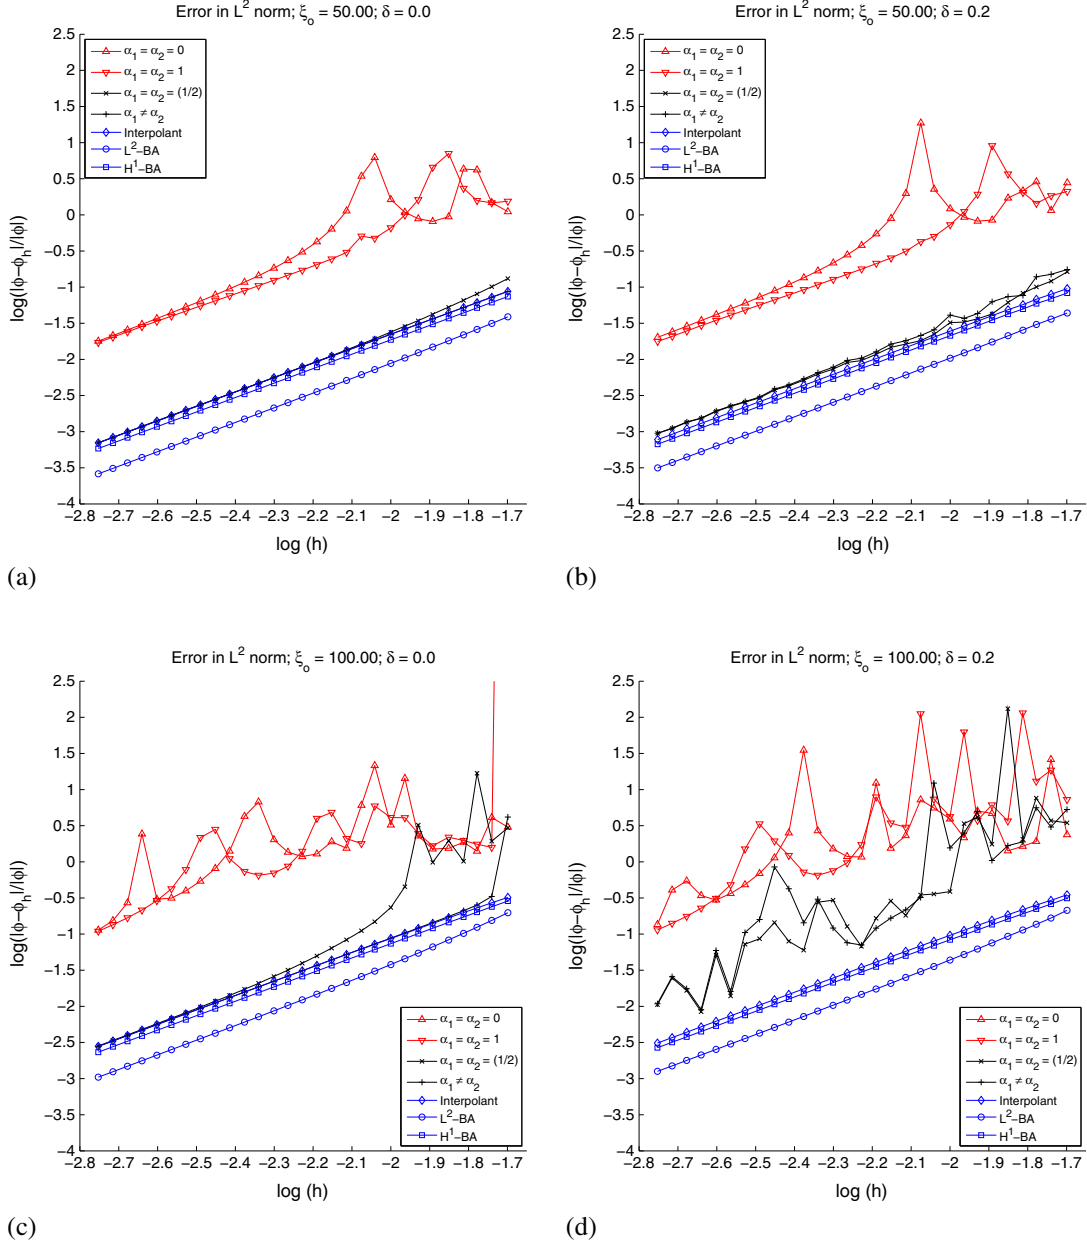 Error in L² norm; ξₒ = 50.00; δ = 0.0
log(|ϕ−ϕₕ|/|ϕ|)
2.5
2
1.5
1
0.5
0
−0.5
−1
−1.5
−2
−2.5
−3
−3.5
−4
α₁ = α₂ = 0
α₁ = α₂ = 1
α₁ = α₂ = (1/2)
α₁ ≠ α₂
Interpolant
L²−BA
H¹−BA
−2.8 −2.7 −2.6 −2.5 −2.4 −2.3 −2.2 −2.1 −2 −1.9 −1.8 −1.7
log (h)
(a)
Error in L² norm; ξₒ = 50.00; δ = 0.2
log(|ϕ−ϕₕ|/|ϕ|)
2.5
2
1.5
1
0.5
0
−0.5
−1
−1.5
−2
−2.5
−3
−3.5
−4
α₁ = α₂ = 0
α₁ = α₂ = 1
α₁ = α₂ = (1/2)
α₁ ≠ α₂
Interpolant
L²−BA
H¹−BA
−2.8 −2.7 −2.6 −2.5 −2.4 −2.3 −2.2 −2.1 −2 −1.9 −1.8 −1.7
log (h)
(b)
Error in L² norm; ξₒ = 100.00; δ = 0.0
log(|ϕ−ϕₕ|/|ϕ|)
2.5
2
1.5
1
0.5
0
−0.5
−1
−1.5
−2
−2.5
−3
−3.5
−4
α₁ = α₂ = 0
α₁ = α₂ = 1
α₁ = α₂ = (1/2)
α₁ ≠ α₂
Interpolant
L²−BA
H¹−BA
−2.8 −2.7 −2.6 −2.5 −2.4 −2.3 −2.2 −2.1 −2 −1.9 −1.8 −1.7
log (h)
(c)
Error in L² norm; ξₒ = 100.00; δ = 0.2
log(|ϕ−ϕₕ|/|ϕ|)
2.5
2
1.5
1
0.5
0
−0.5
−1
−1.5
−2
−2.5
−3
−3.5
−4
α₁ = α₂ = 0
α₁ = α₂ = 1
α₁ = α₂ = (1/2)
α₁ ≠ α₂
Interpolant
L²−BA
H¹−BA
−2.8 −2.7 −2.6 −2.5 −2.4 −2.3 −2.2 −2.1 −2 −1.9 −1.8 −1.7
log (h)
(d)